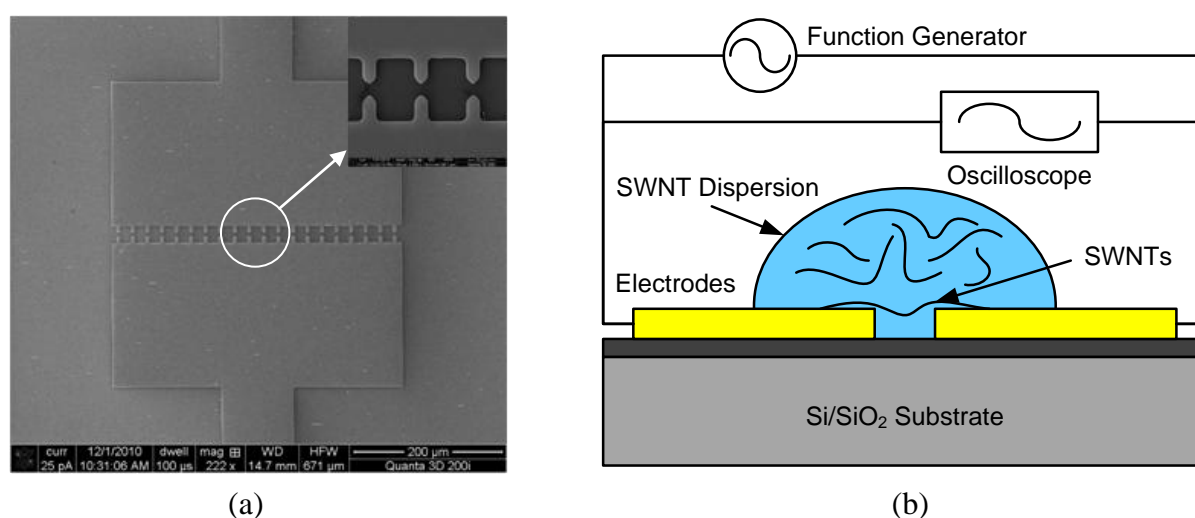 curr 12/1/2010 dwell mag WD HFW 200 µm
25 pA 10:31:06 AM 100 µs 222 x 14.7 mm 671 µm Quanta 3D 200i
(a)
Function Generator
Oscilloscope
SWNT Dispersion
SWNTs
Electrodes
Si/SiO₂ Substrate
(b)